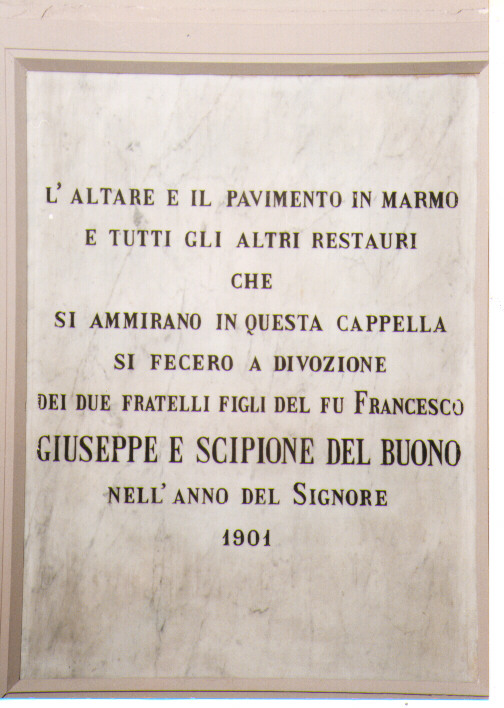 L' ALTARE E IL PAVIMENTO IN MARMO
E TUTTI GLI ALTRI RESTAURI
CHE
SI AMMIRANO IN QUESTA CAPPELLA
SI FECERO A DIVOZIONE
DEI DUE FRATELLI FIGLI DEL FU FRANCESCO
GIUSEPPE E SCIPIONE DEL BUONO
NELL' ANNO DEL SIGNORE
1901